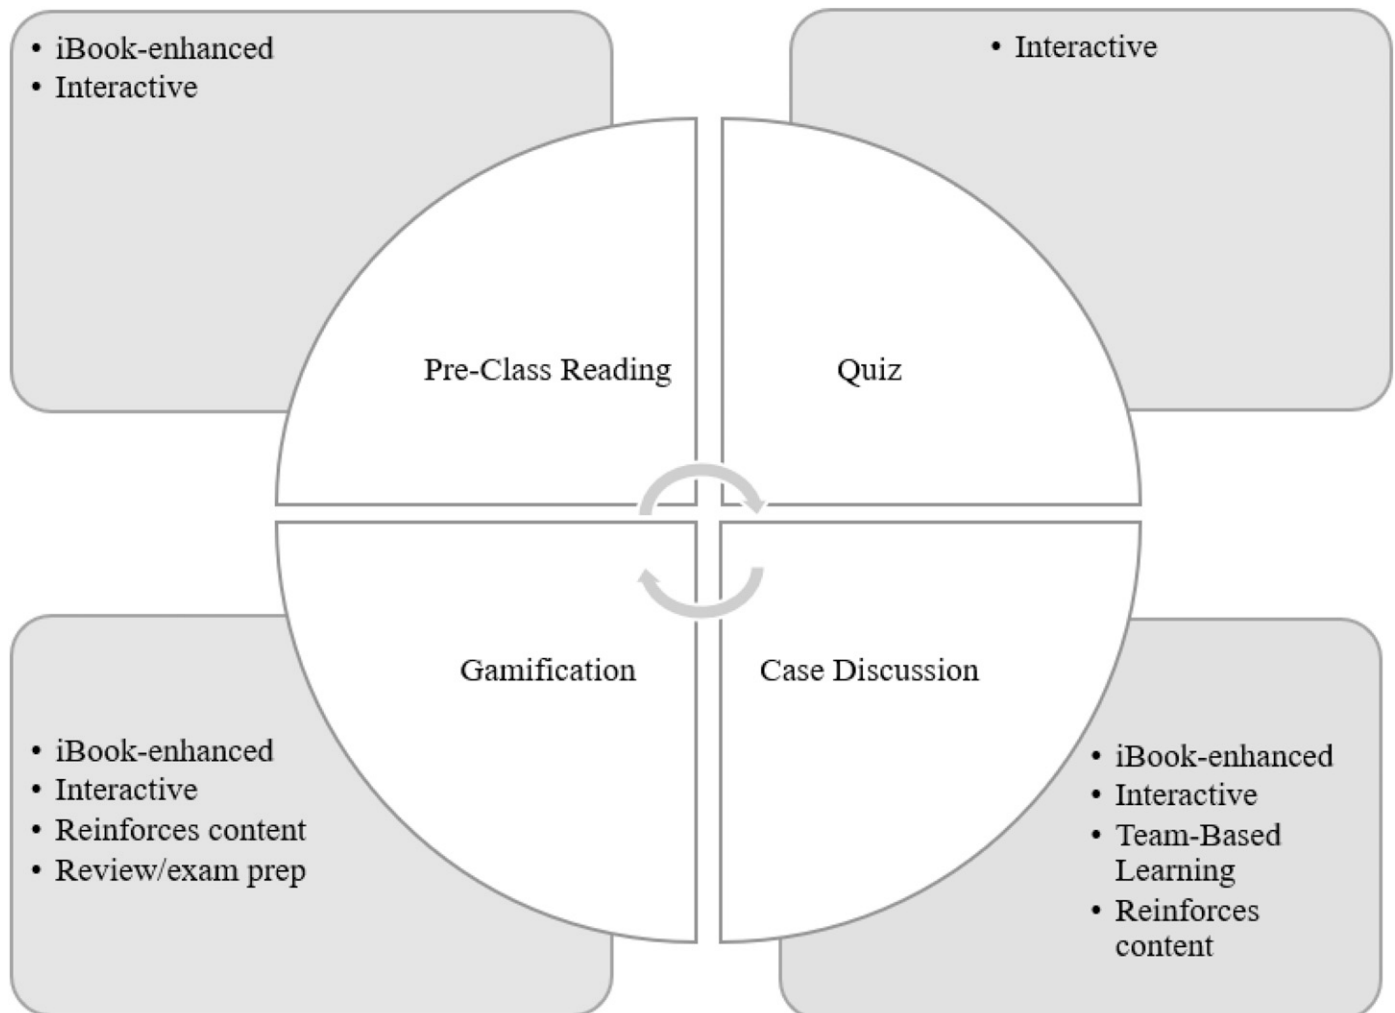 • iBook-enhanced
• Interactive
• Interactive
Pre-Class Reading
Quiz
Gamification
Case Discussion
• iBook-enhanced
• Interactive
• Reinforces content
• Review/exam prep
• iBook-enhanced
• Interactive
• Team-Based
Learning
• Reinforces
content